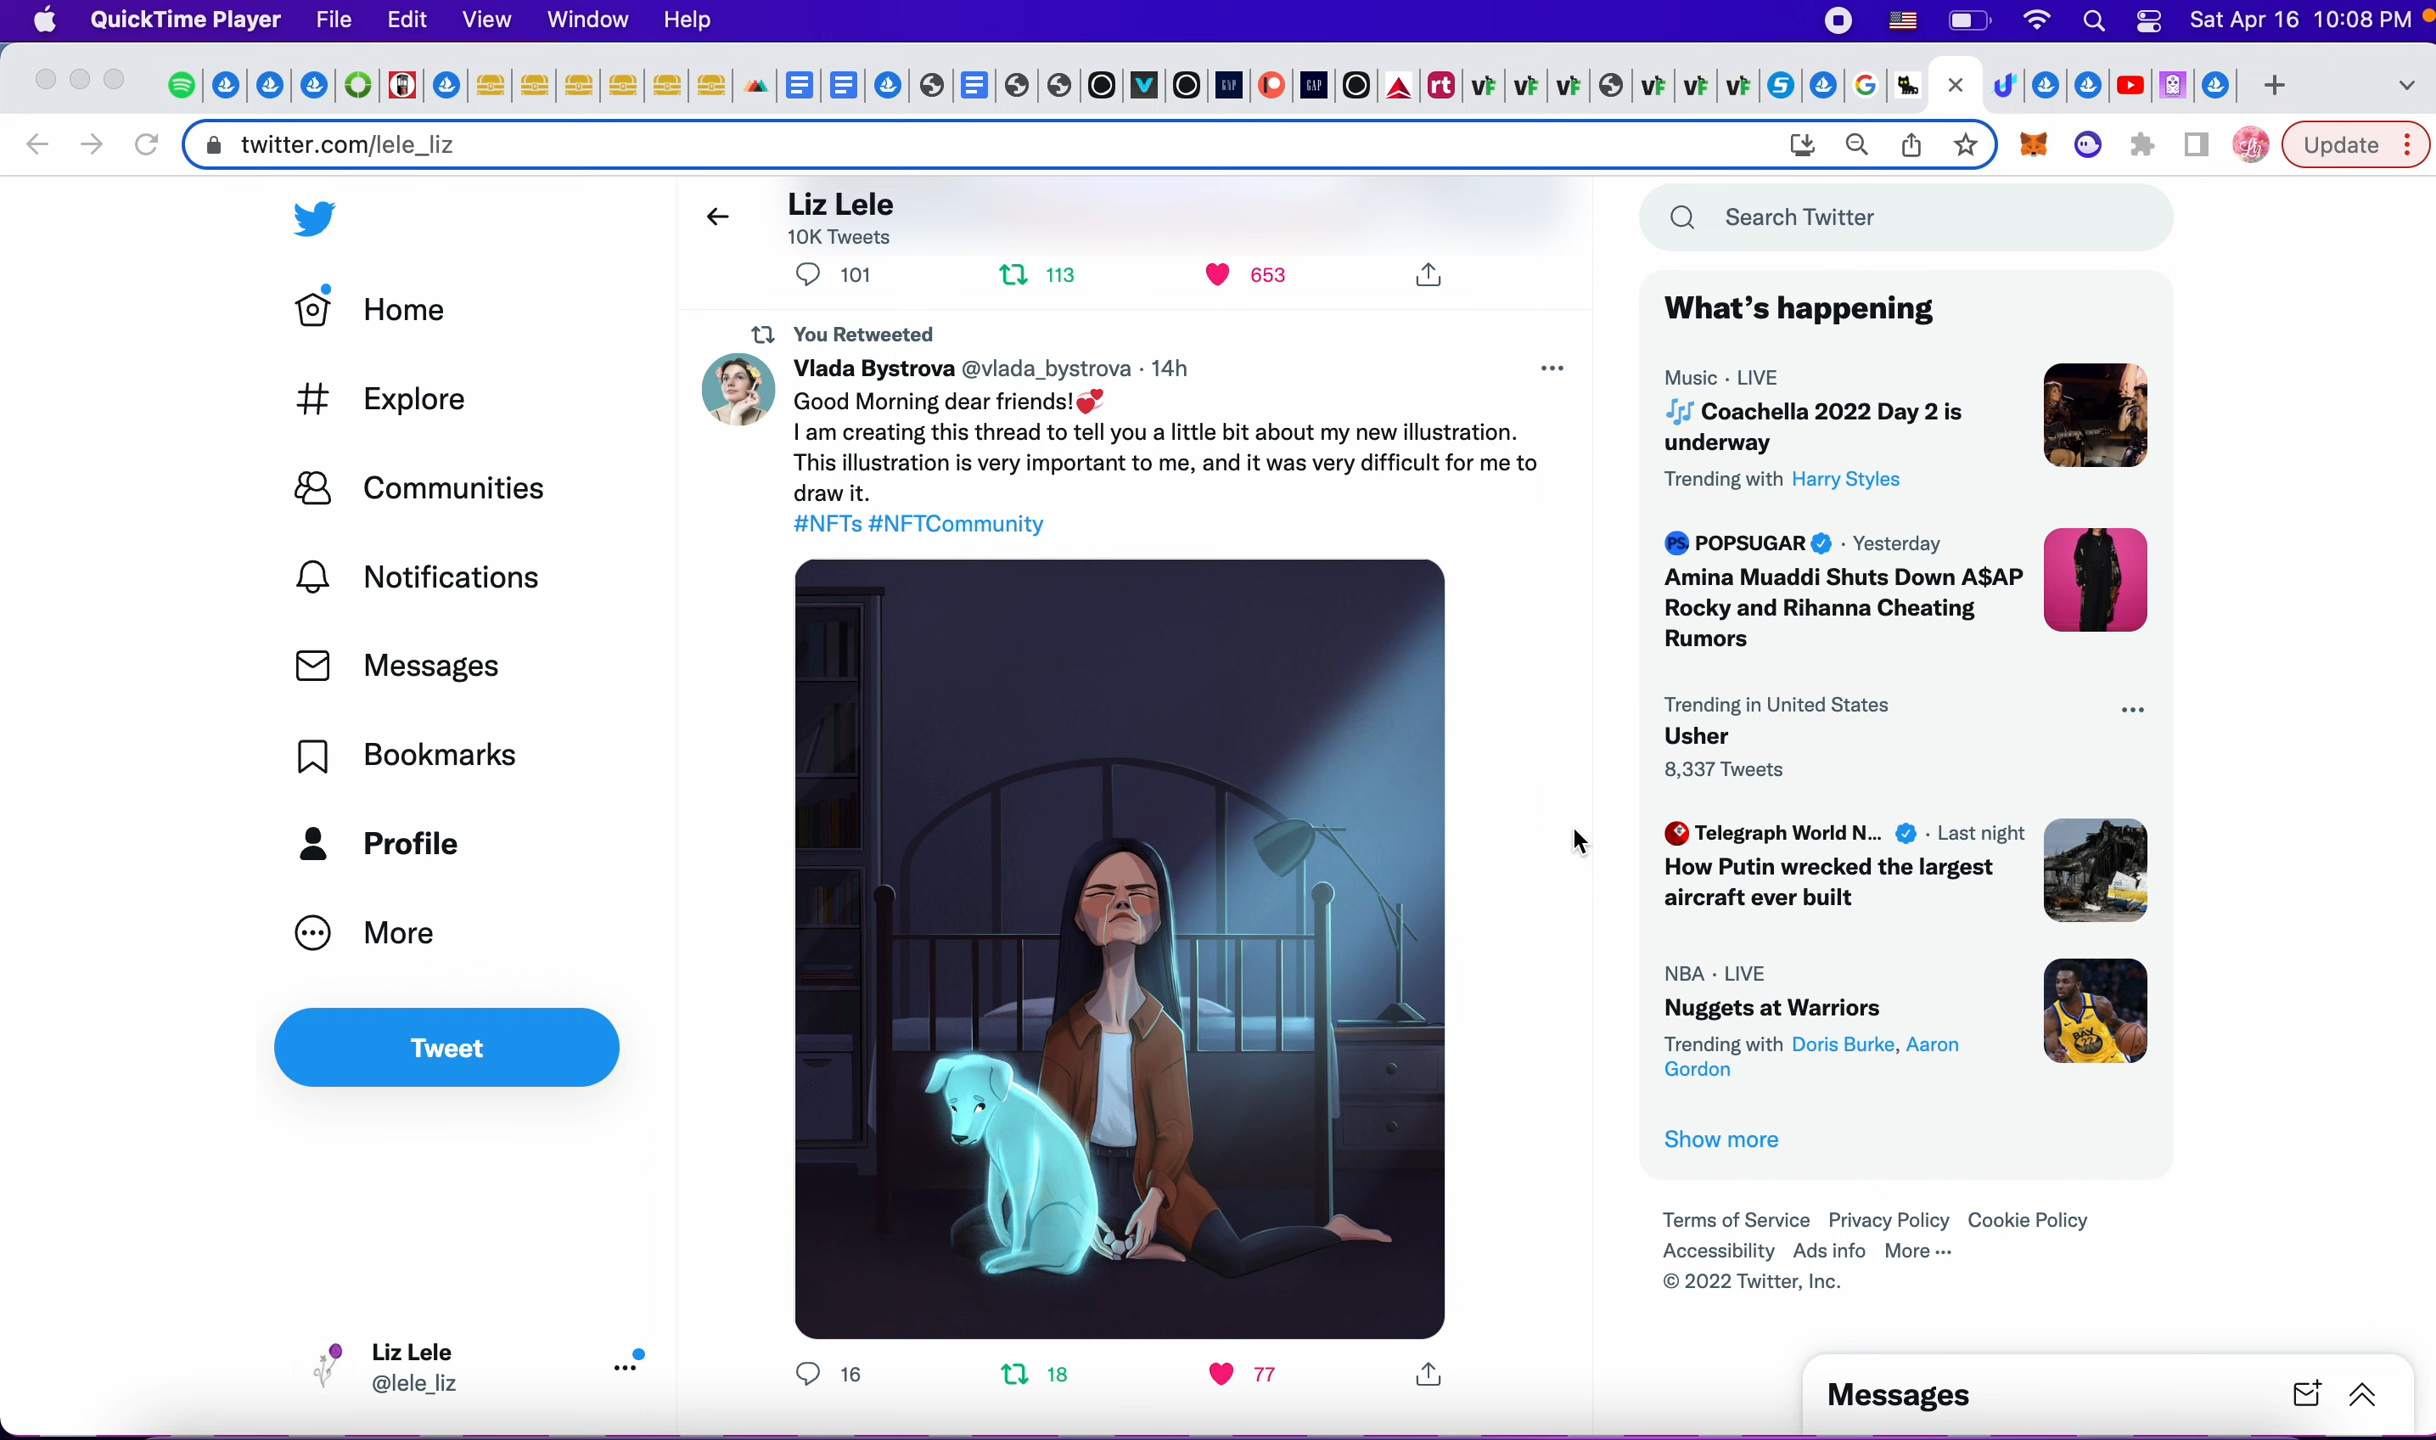 QuickTime Player File Edit View Window Help Sat Apr 16 10:08 PM
twitter.com/lele_liz Update
Liz Lele
10K Tweets
101 113 653
Home
Explore
Communities
Notifications
Messages
Bookmarks
Profile
More
Tweet
Liz Lele
@lele_liz
You Retweeted
Vlada Bystrova @vlada_bystrova · 14h
Good Morning dear friends!💞
I am creating this thread to tell you a little bit about my new illustration.
This illustration is very important to me, and it was very difficult for me to
draw it.
#NFTs #NFTCommunity
16 18 77
Search Twitter
What's happening
Music · LIVE
🎶 Coachella 2022 Day 2 is
underway
Trending with Harry Styles
PS. POPSUGAR · Yesterday
Amina Muaddi Shuts Down A$AP
Rocky and Rihanna Cheating
Rumors
Trending in United States
Usher
8,337 Tweets
Telegraph World N... · Last night
How Putin wrecked the largest
aircraft ever built
NBA · LIVE
Nuggets at Warriors
Trending with Doris Burke, Aaron
Gordon
Show more
Terms of Service Privacy Policy Cookie Policy
Accessibility Ads info More ···
© 2022 Twitter, Inc.
Messages